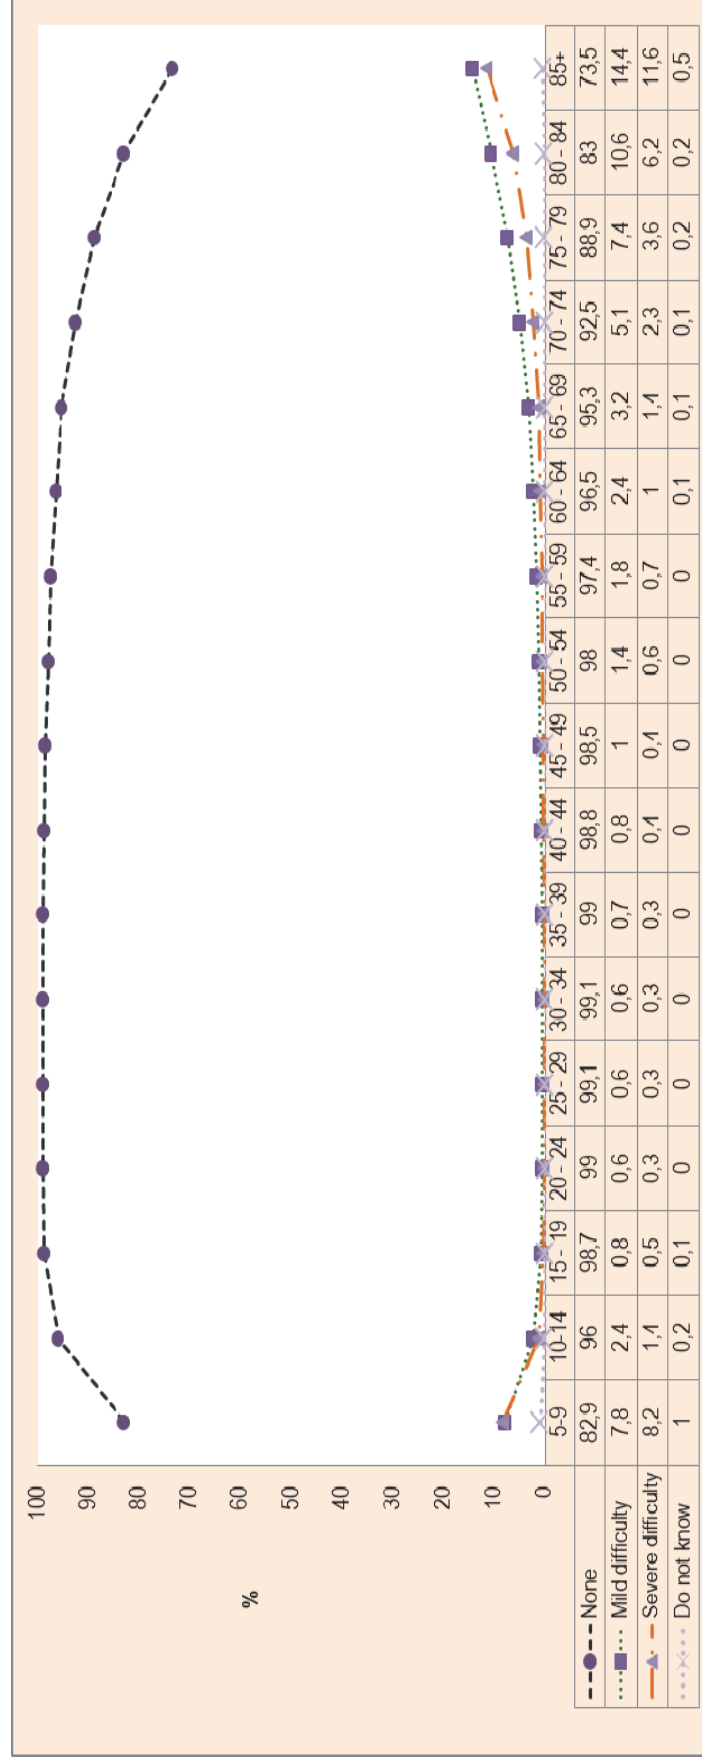 %
100
90
80
70
60
50
40
30
20
10
0
5-9 10-14 15 - 19 20 - 24 25 - 29 30 - 34 35 - 39 40 - 44 45 - 49 50 - 54 55 - 59 60 - 64 65 - 69 70 - 74 75 - 79 80 - 84 85+
None 82,9 96 98,7 99 99,1 99,1 99 98,8 98,5 98 97,4 96,5 95,3 92,5 88,9 83 73,5
Mild difficulty 7,8 2,4 0,8 0,6 0,6 0,6 0,7 0,8 1 1,4 1,8 2,4 3,2 5,1 7,4 10,6 14,4
Severe difficulty 8,2 1,4 0,5 0,3 0,3 0,3 0,3 0,4 0,4 0,6 0,7 1 1,4 2,3 3,6 6,2 11,6
Do not know 1 0,2 0,1 0 0 0 0 0 0 0 0 0,1 0,1 0,1 0,2 0,2 0,5